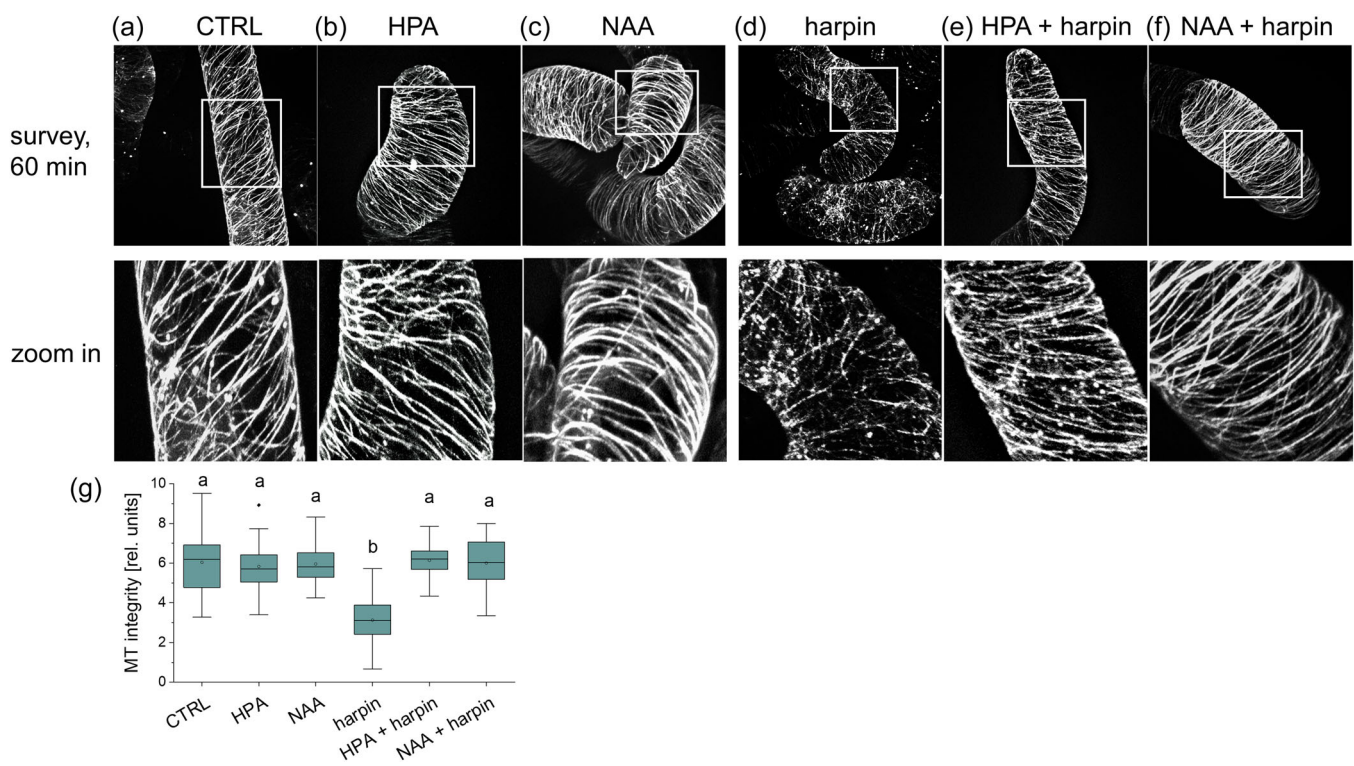 (a) CTRL (b) HPA (c) NAA (d) harpin (e) HPA + harpin (f) NAA + harpin
survey,
60 min
zoom in
(g)
MT integrity [rel. units]
10
8
6
4
2
0
a a a b a a
CTRL HPA NAA harpin HPA + harpin NAA + harpin